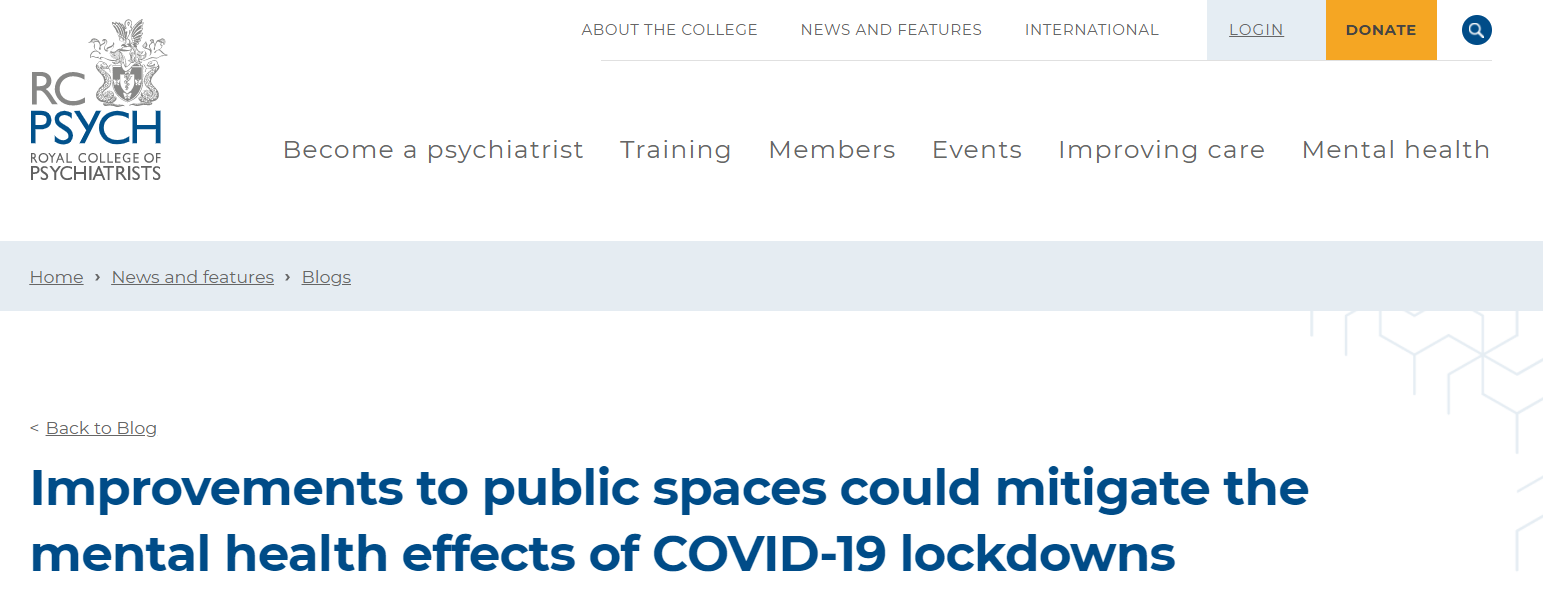 ABOUT THE COLLEGE NEWS AND FEATURES INTERNATIONAL LOGIN DONATE
RC
PSYCH
ROYAL COLLEGE OF
PSYCHIATRISTS
Become a psychiatrist Training Members Events Improving care Mental health
Home › News and features › Blogs
< Back to Blog
Improvements to public spaces could mitigate the
mental health effects of COVID-19 lockdowns